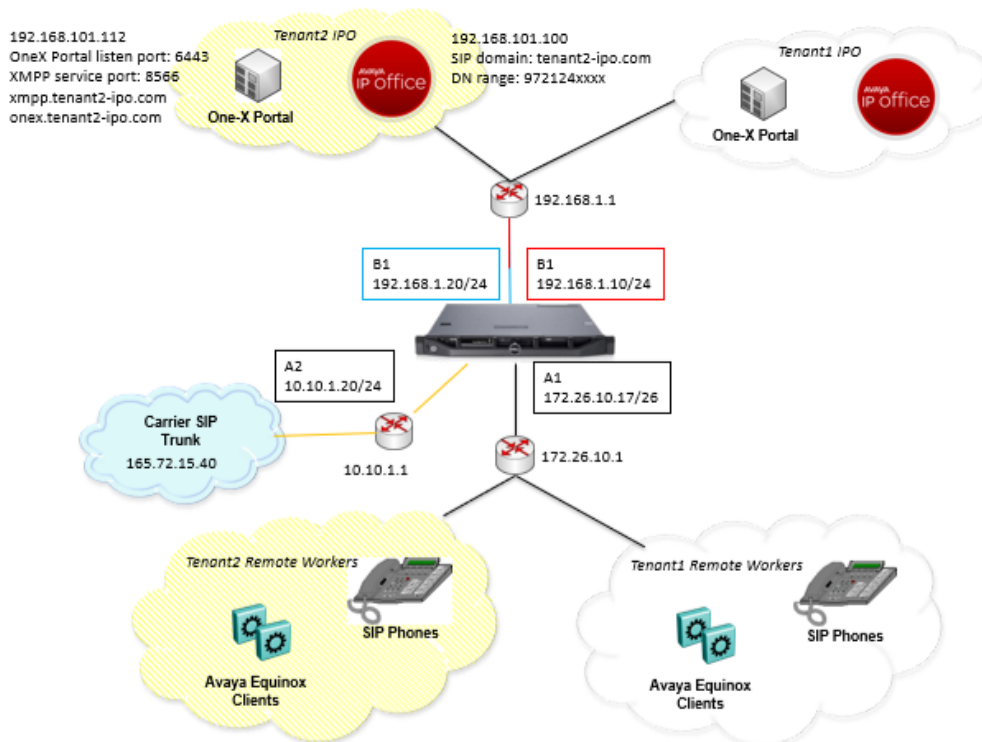 192.168.101.112
OneX Portal listen port: 6443
XMPP service port: 8566
xmpp.tenant2-ipo.com
onex.tenant2-ipo.com
Tenant2 IPO
One-X Portal
AVAYA
IP office
192.168.101.100
SIP domain: tenant2-ipo.com
DN range: 972124xxxx
Tenant1 IPO
One-X Portal
AVAYA
IP office
192.168.1.1
B1
192.168.1.20/24
B1
192.168.1.10/24
A2
10.10.1.20/24
A1
172.26.10.17/26
Carrier SIP
Trunk
165.72.15.40
10.10.1.1
172.26.10.1
Tenant2 Remote Workers
SIP Phones
Avaya Equinox
Clients
Tenant1 Remote Workers
SIP Phones
Avaya Equinox
Clients